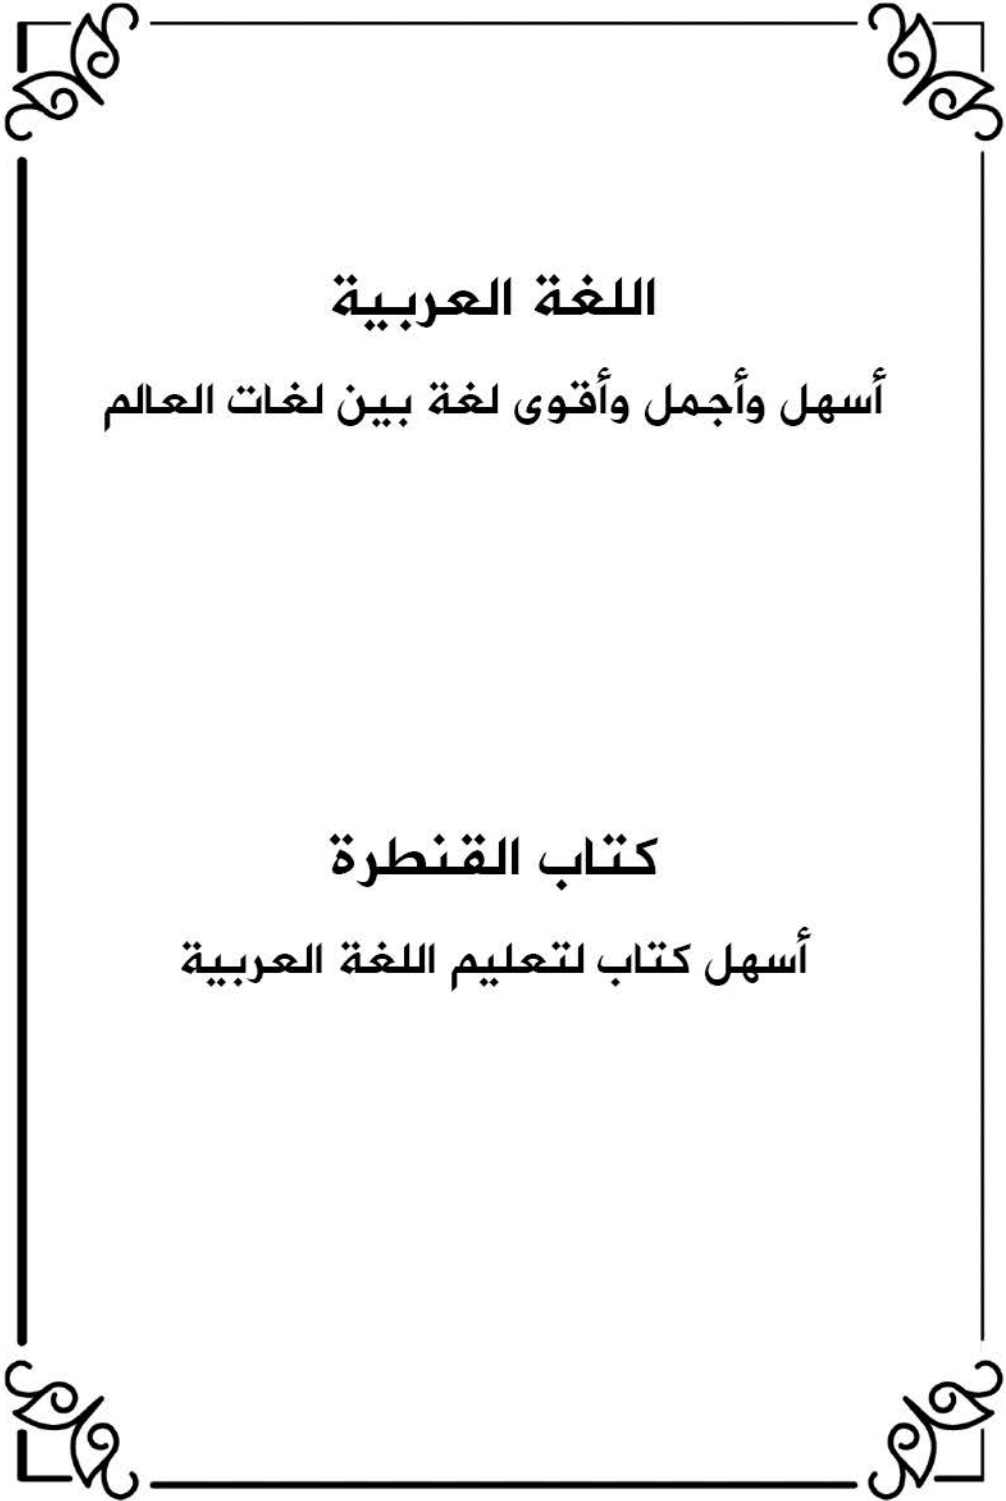 اللغة العربية
أسهل وأجمل وأقوى لغة بين لغات العالم
كتاب القنطرة
أسهل كتاب لتعليم اللغة العربية